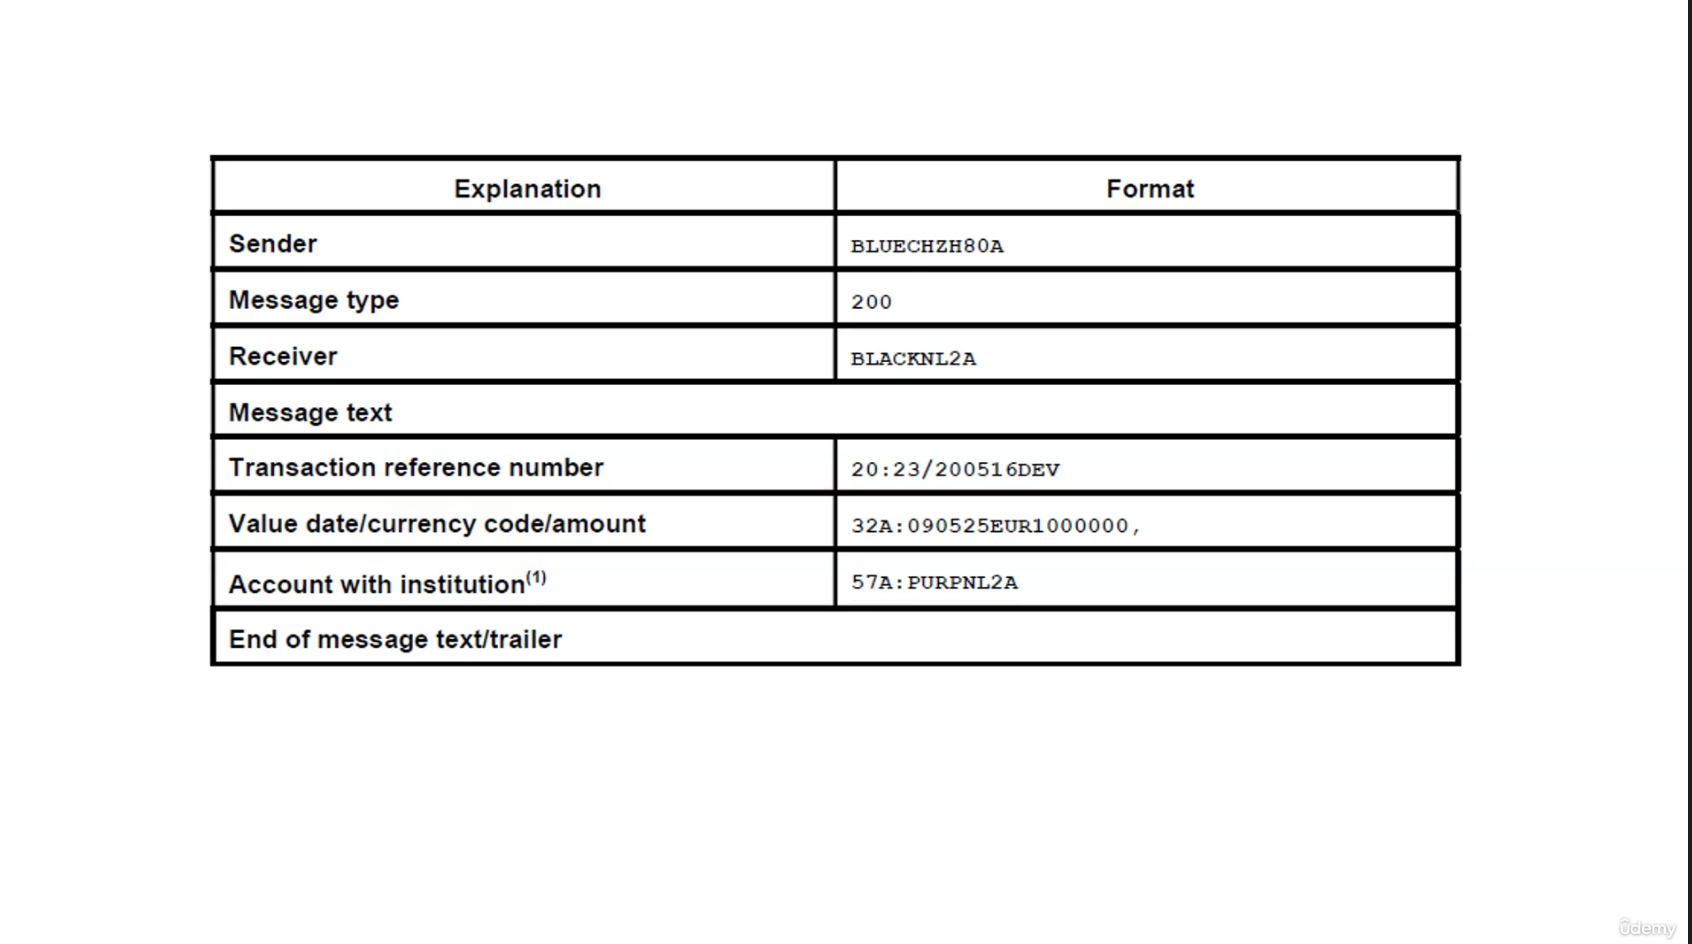 Explanation Format
Sender BLUECHZH80A
Message type 200
Receiver BLACKNL2A
Message text
Transaction reference number 20:23/200516DEV
Value date/currency code/amount 32A:090525EUR1000000,
Account with institution(1) 57A:PURPNL2A
End of message text/trailer
ûdemy